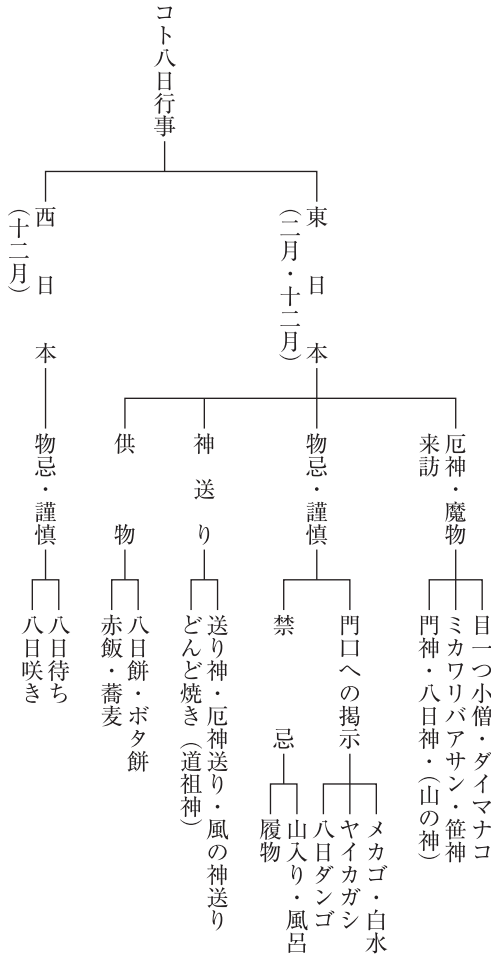 コト八日行事
東日本
（二月・十二月）
厄神・魔物
来訪
目一つ小僧・ダイマナコ
ミカワリバアサン・笹神
門神・八日神・（山の神）
物忌・謹慎
門口への掲示
メカゴ・白水
ヤイカガシ
八日ダンゴ
禁忌
山入り・風呂
履物
神送り
送り神・厄神送り・風の神送り
どんど焼き（道祖神）
供物
八日餅・ボタ餅
赤飯・蕎麦
西日本
（十二月）
物忌・謹慎
八日待ち
八日咲き